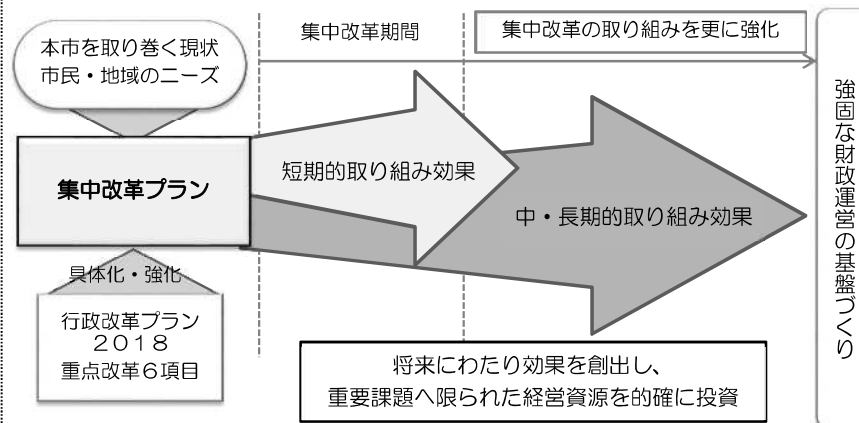 本市を取り巻く現状
市民・地域のニーズ
集中改革期間
集中改革の取り組みを更に強化
集中改革プラン
短期的取り組み効果
中・長期的取り組み効果
具体化・強化
行政改革プラン
２０１８
重点改革６項目
将来にわたり効果を創出し、
重要課題へ限られた経営資源を的確に投資
強固な財政運営の基盤づくり